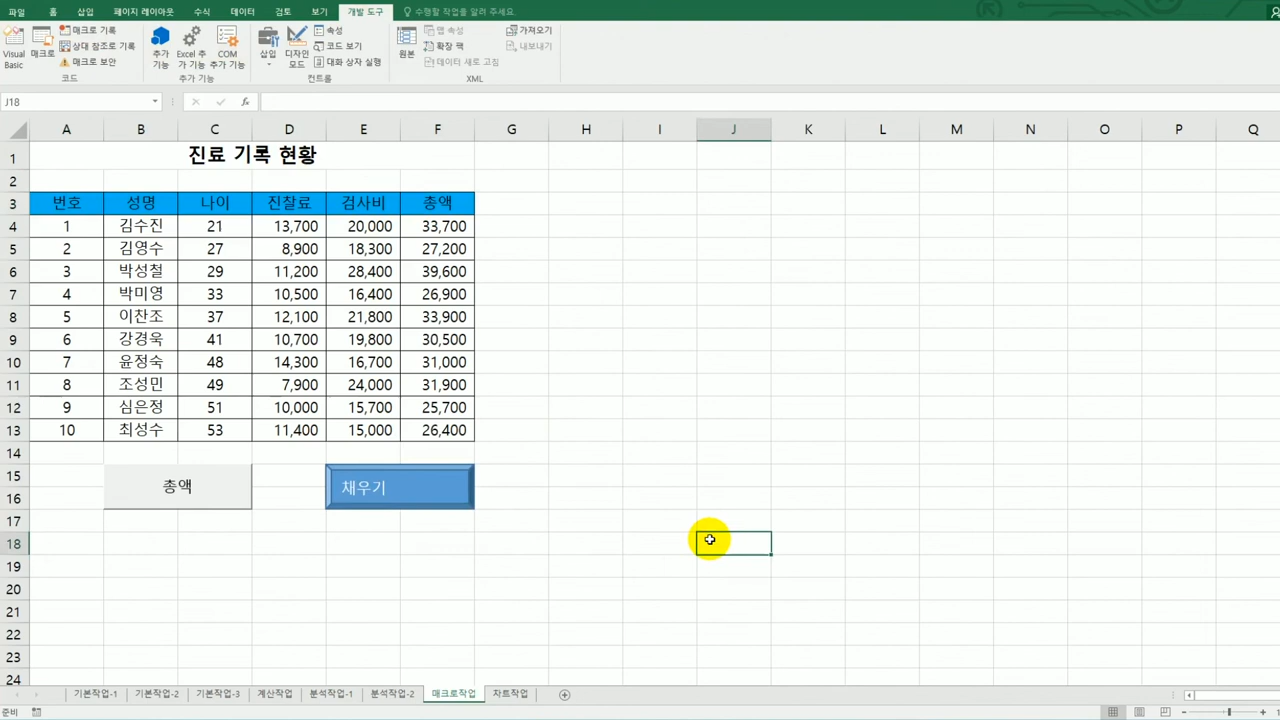 파일 홈 삽입 페이지 레이아웃 수식 데이터 검토 보기 개발 도구 수행할 작업을 알려 주세요.
Visual Basic
매크로
매크로 기록
상대 참조로 기록
매크로 보안
코드
추가 기능
Excel 추가 기능
COM 추가 기능
추가 기능
삽입
디자인 모드
속성
코드 보기
대화 상자 실행
컨트롤
원본
맵 속성
확장 팩
데이터 새로 고침
가져오기
내보내기
XML
J18
fx
A B C D E F G H I J K L M N O P Q
1 진료 기록 현황
2
3 번호 성명 나이 진찰료 검사비 총액
4 1 김수진 21 13,700 20,000 33,700
5 2 김영수 27 8,900 18,300 27,200
6 3 박성철 29 11,200 28,400 39,600
7 4 박미영 33 10,500 16,400 26,900
8 5 이찬조 37 12,100 21,800 33,900
9 6 강경욱 41 10,700 19,800 30,500
10 7 윤정숙 48 14,300 16,700 31,000
11 8 조성민 49 7,900 24,000 31,900
12 9 심은정 51 10,000 15,700 25,700
13 10 최성수 53 11,400 15,000 26,400
14
15
총액 채우기
16
17
18
19
20
21
22
23
24
기본작업-1 기본작업-2 기본작업-3 계산작업 분석작업-1 분석작업-2 매크로작업 차트작업
준비